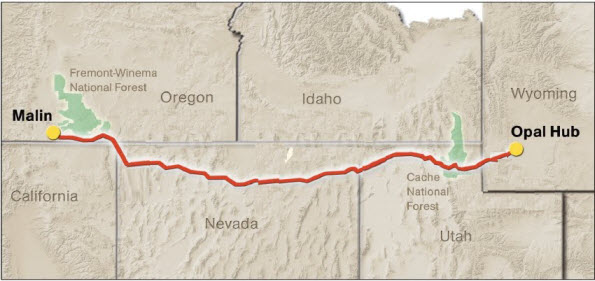 Fremont-Winema
National Forest
Malin
Oregon
Idaho
Wyoming
Opal Hub
California
Nevada
Cache
National
Forest
Utah